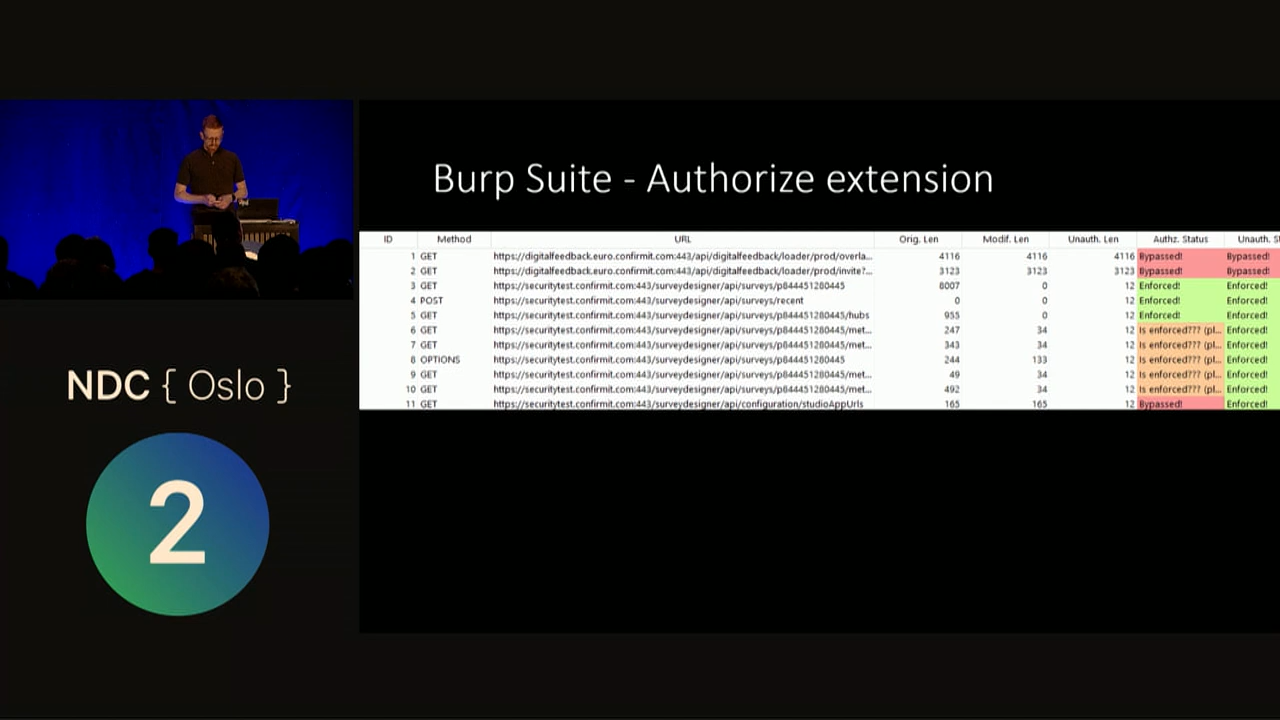 Burp Suite - Authorize extension
ID Method URL Orig. Len Modif. Len Unauth. Len Authz. Status Unauth. S
1 GET https://digitalfeedback.euro.confirmit.com:443/api/digitalfeedback/loader/prod/overla... 4116 4116 4116 Bypassed! Bypassed!
2 GET https://digitalfeedback.euro.confirmit.com:443/api/digitalfeedback/loader/prod/invite?... 3123 3123 3123 Bypassed! Bypassed!
3 GET https://securitytest.confirmit.com:443/surveydesigner/api/surveys/p844451280445 8007 0 12 Enforced! Enforced!
4 POST https://securitytest.confirmit.com:443/surveydesigner/api/surveys/recent 0 0 12 Enforced! Enforced!
5 GET https://securitytest.confirmit.com:443/surveydesigner/api/surveys/p844451280445/hubs 955 0 12 Enforced! Enforced!
6 GET https://securitytest.confirmit.com:443/surveydesigner/api/surveys/p844451280445/met... 247 34 12 Is enforced??? (pl... Enforced!
7 GET https://securitytest.confirmit.com:443/surveydesigner/api/surveys/p844451280445/met... 343 34 12 Is enforced??? (pl... Enforced!
8 OPTIONS https://securitytest.confirmit.com:443/surveydesigner/api/surveys/p844451280445 244 133 12 Is enforced??? (pl... Enforced!
9 GET https://securitytest.confirmit.com:443/surveydesigner/api/surveys/p844451280445/met... 49 34 12 Is enforced??? (pl... Enforced!
10 GET https://securitytest.confirmit.com:443/surveydesigner/api/surveys/p844451280445/met... 492 34 12 Is enforced??? (pl... Enforced!
11 GET https://securitytest.confirmit.com:443/surveydesigner/api/configuration/studioAppUrls 165 165 12 Bypassed! Enforced!
NDC { Oslo }
2